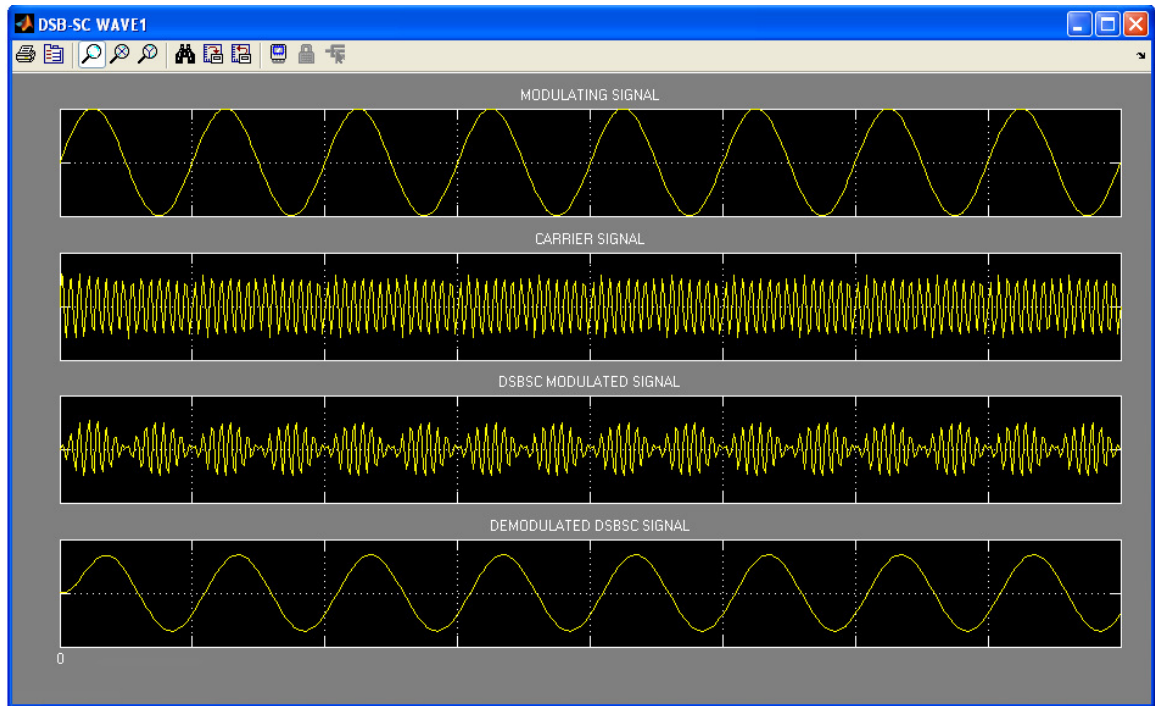 DSB-SC WAVE1
MODULATING SIGNAL
CARRIER SIGNAL
DSBSC MODULATED SIGNAL
DEMODULATED DSBSC SIGNAL
0